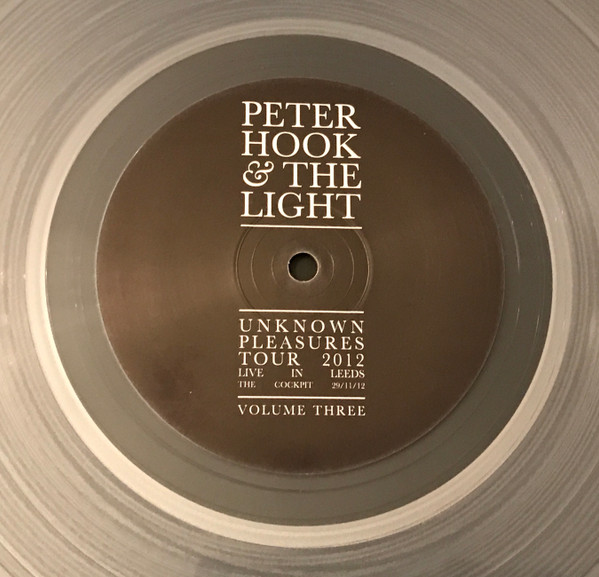 PETER
HOOK
& THE
LIGHT
UNKNOWN
PLEASURES
TOUR 2012
LIVE IN LEEDS
THE COCKPIT 29/11/12
VOLUME THREE